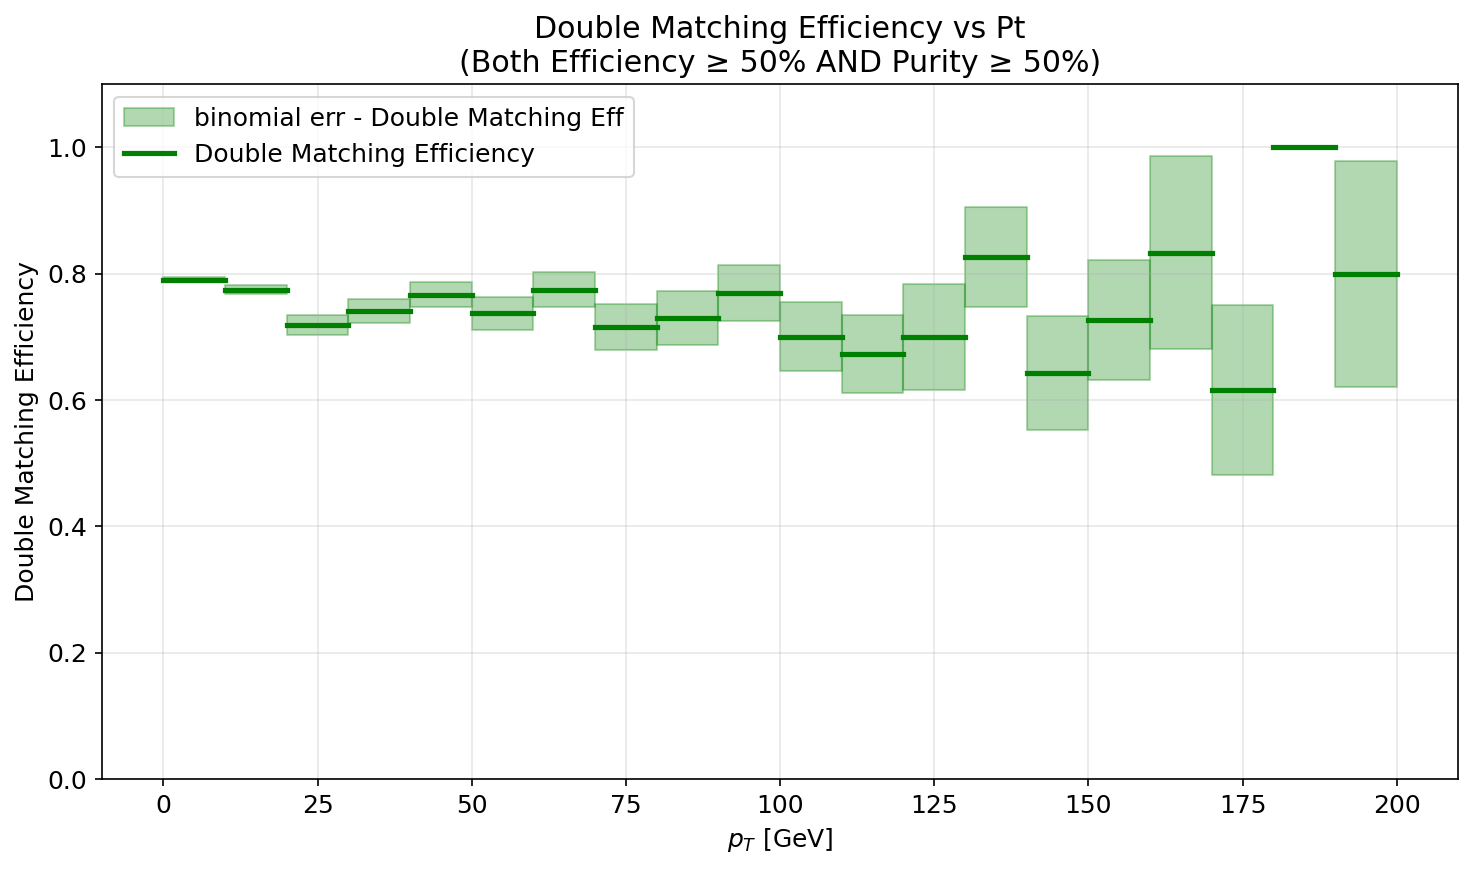 Double Matching Efficiency vs Pt
(Both Efficiency ≥ 50% AND Purity ≥ 50%)
binomial err - Double Matching Eff
Double Matching Efficiency
Double Matching Efficiency
1.0
0.8
0.6
0.4
0.2
0.0
0 25 50 75 100 125 150 175 200
p_T [GeV]